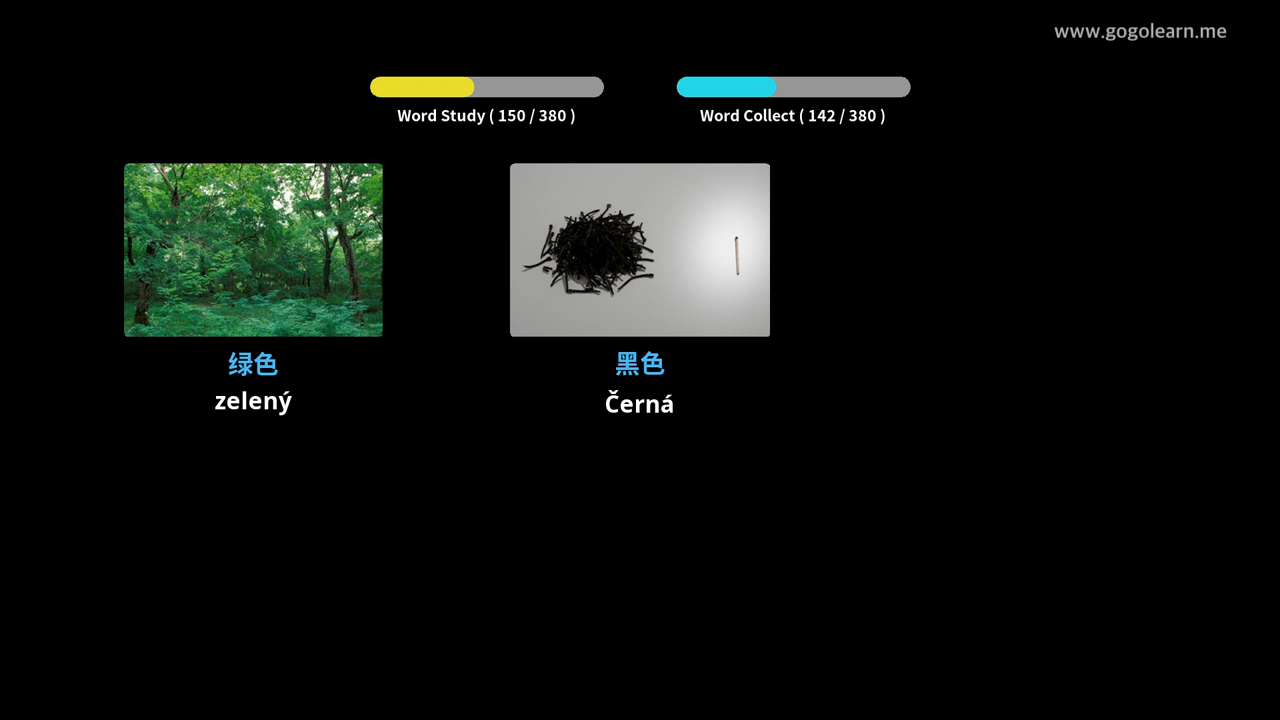 www.gogolearn.me
Word Study ( 150 / 380 )
Word Collect ( 142 / 380 )
绿色
zelený
黑色
Černá